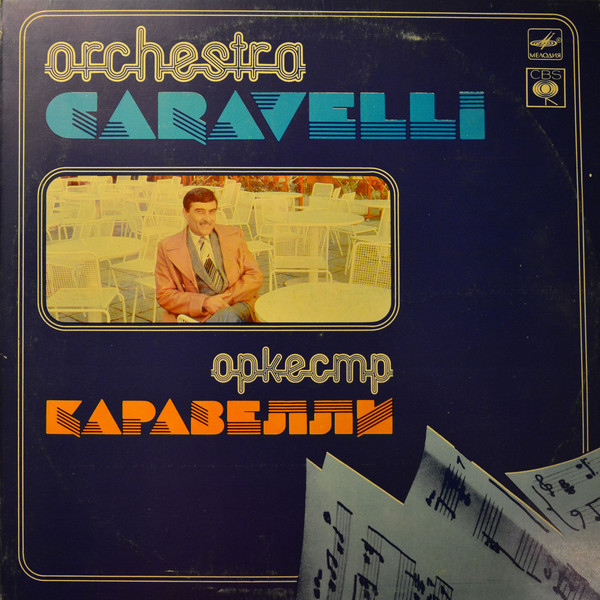 orchestra
CARAVELLI
МЕЛОДИЯ
CBS
оркестр
КАРАВЕЛЛИ